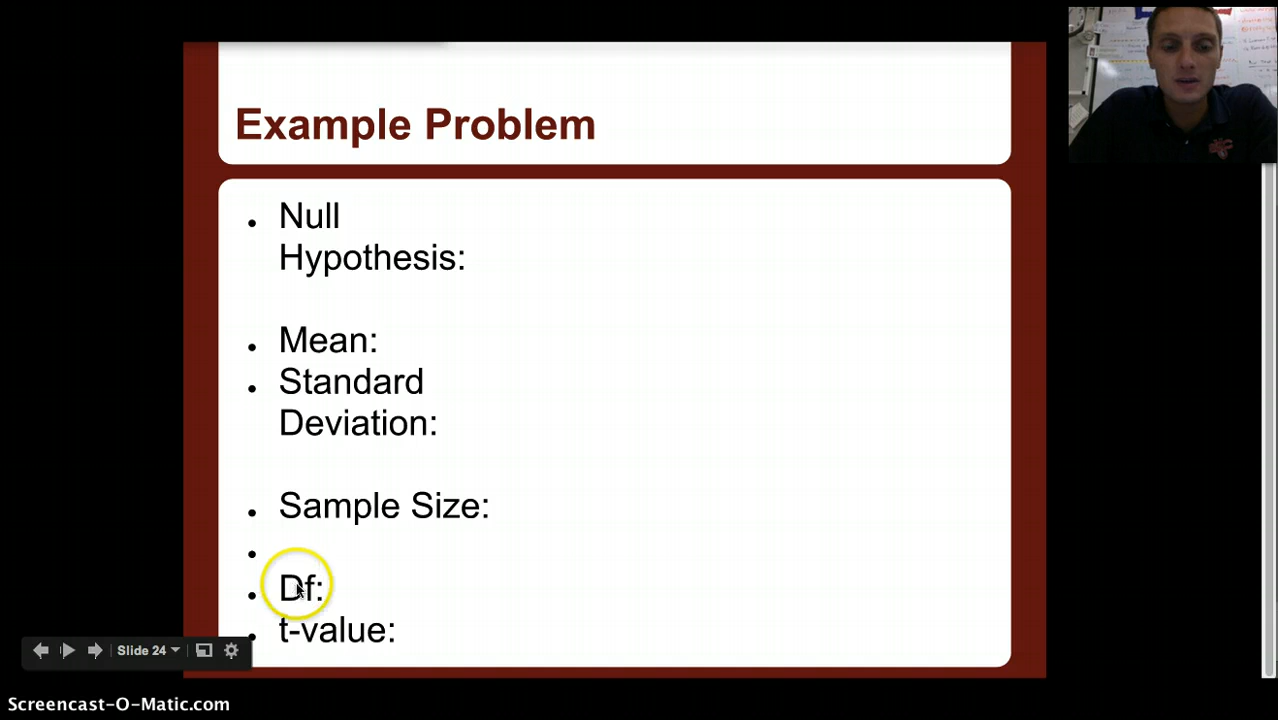 Example Problem
Null
Hypothesis:
Mean:
Standard
Deviation:
Sample Size:
Df:
t-value:
Slide 24
Screencast-O-Matic.com